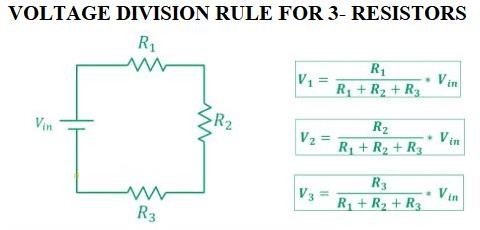 VOLTAGE DIVISION RULE FOR 3- RESISTORS
R₁
Vᵢₙ
R₂
R₃
V₁ = R₁ / R₁ + R₂ + R₃ * Vᵢₙ
V₂ = R₂ / R₁ + R₂ + R₃ * Vᵢₙ
V₃ = R₃ / R₁ + R₂ + R₃ * Vᵢₙ